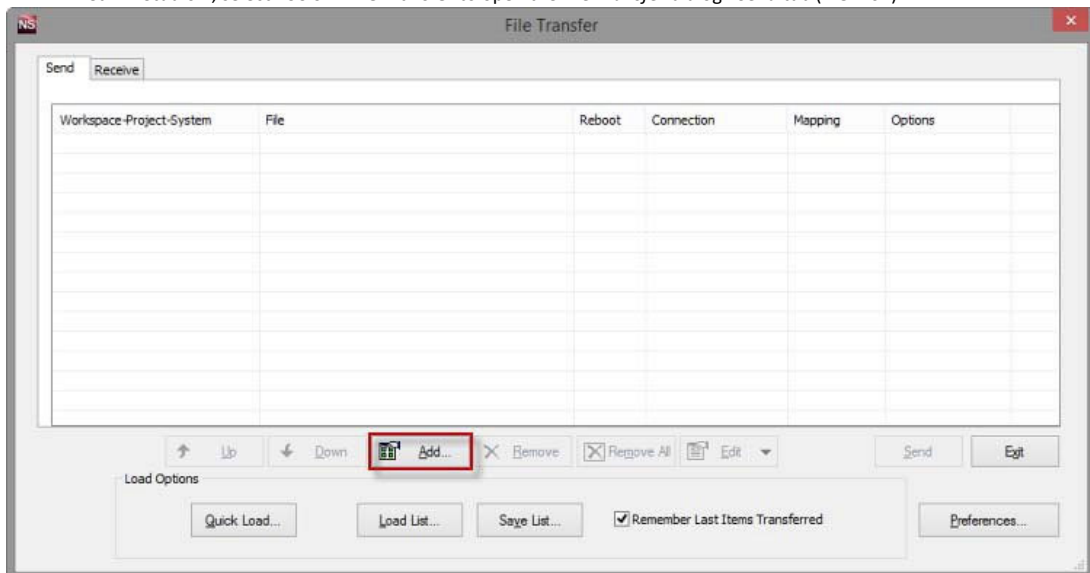 NS File Transfer
Send Receive
Workspace-Project-System File Reboot Connection Mapping Options
Up Down Add... Remove Remove All Edit Send Exit
Load Options
Quick Load... Load List... Save List... Remember Last Items Transferred Preferences...